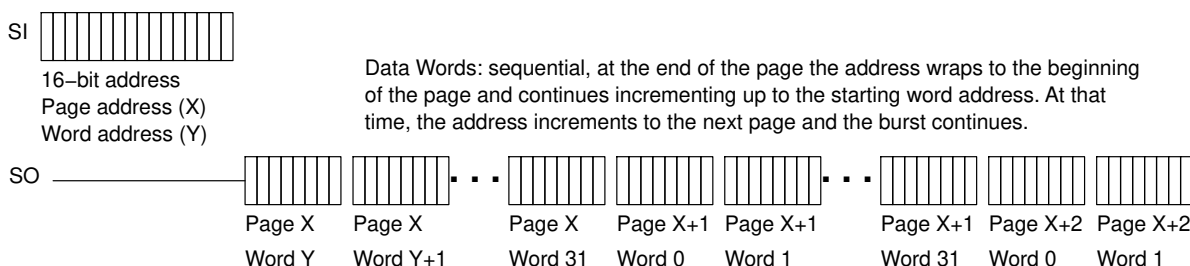 SI
16–bit address
Page address (X)
Word address (Y)
Data Words: sequential, at the end of the page the address wraps to the beginning
of the page and continues incrementing up to the starting word address. At that
time, the address increments to the next page and the burst continues.
SO
Page X Page X Page X Page X+1 Page X+1 Page X+1 Page X+2 Page X+2
Word Y Word Y+1 Word 31 Word 0 Word 1 Word 31 Word 0 Word 1